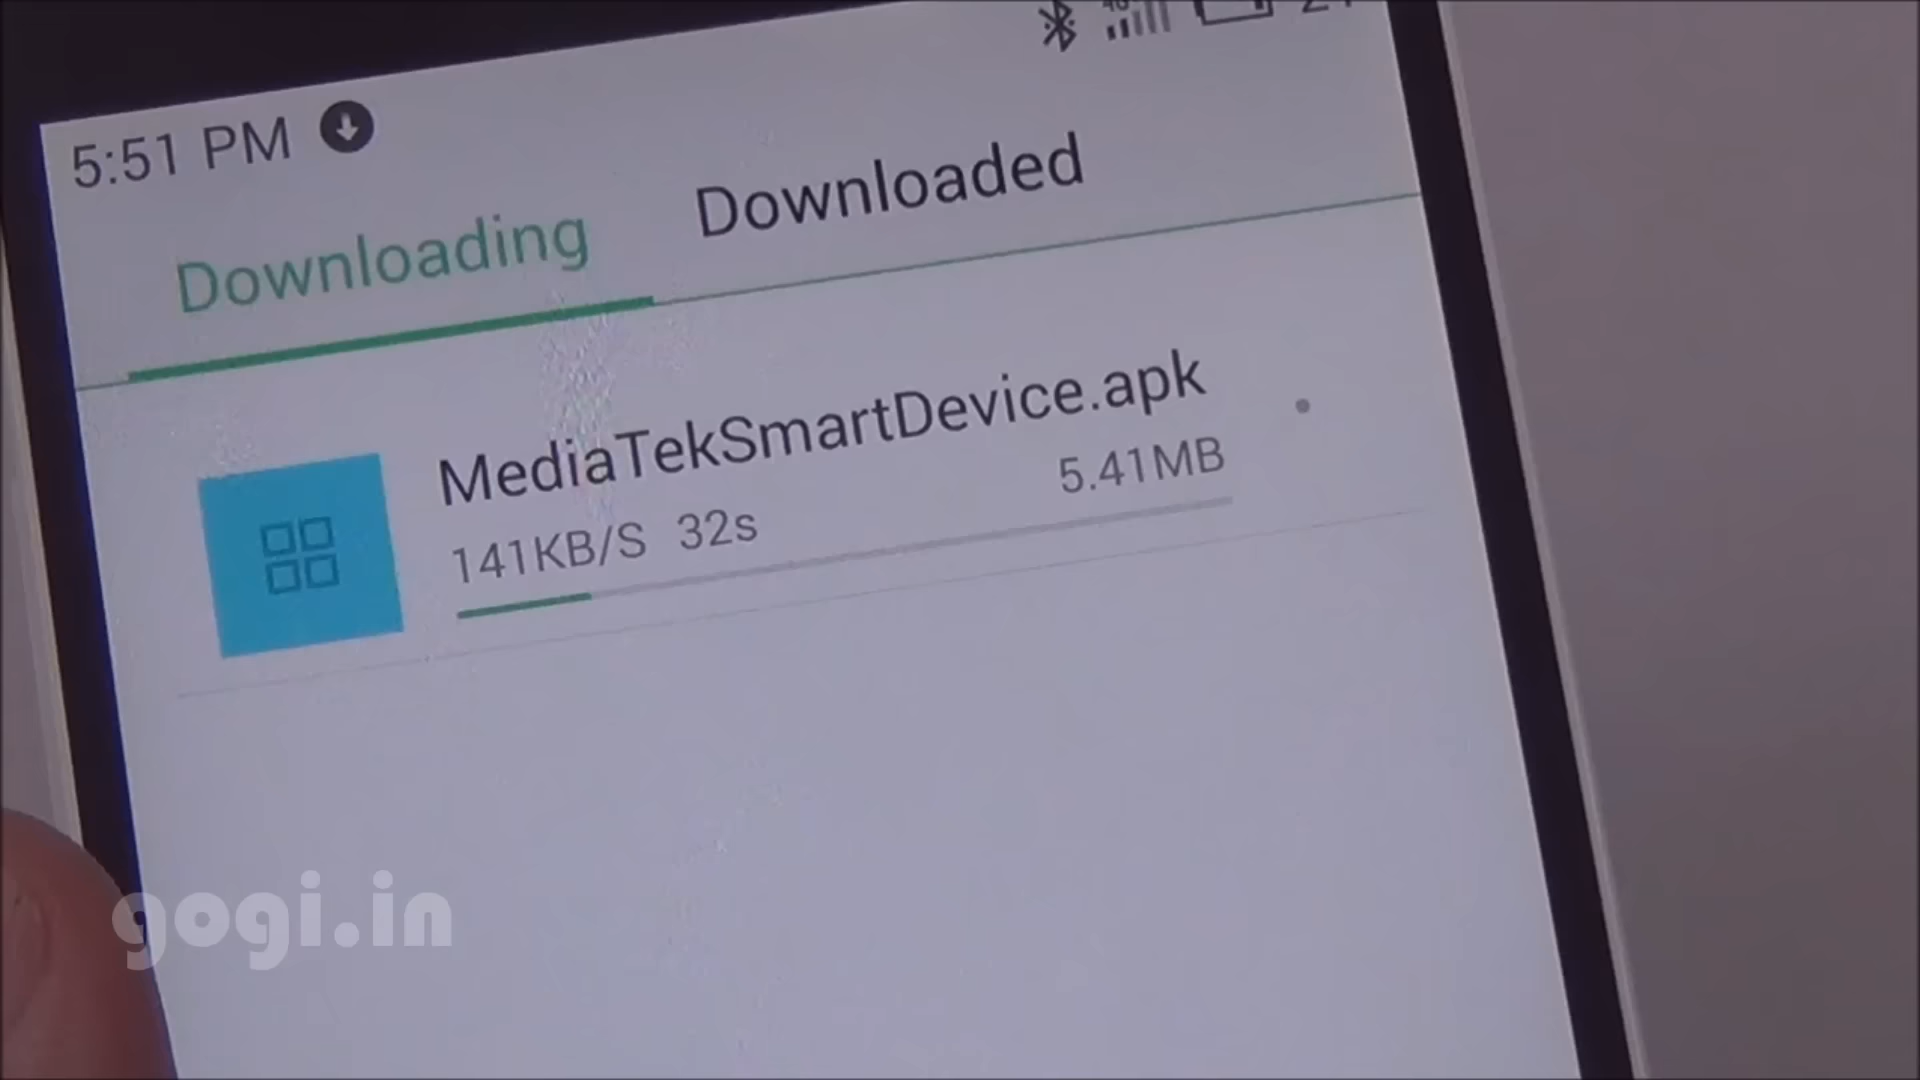 5:51 PM
Downloading Downloaded
MediaTekSmartDevice.apk
5.41MB
141KB/S 32s
gogi.in